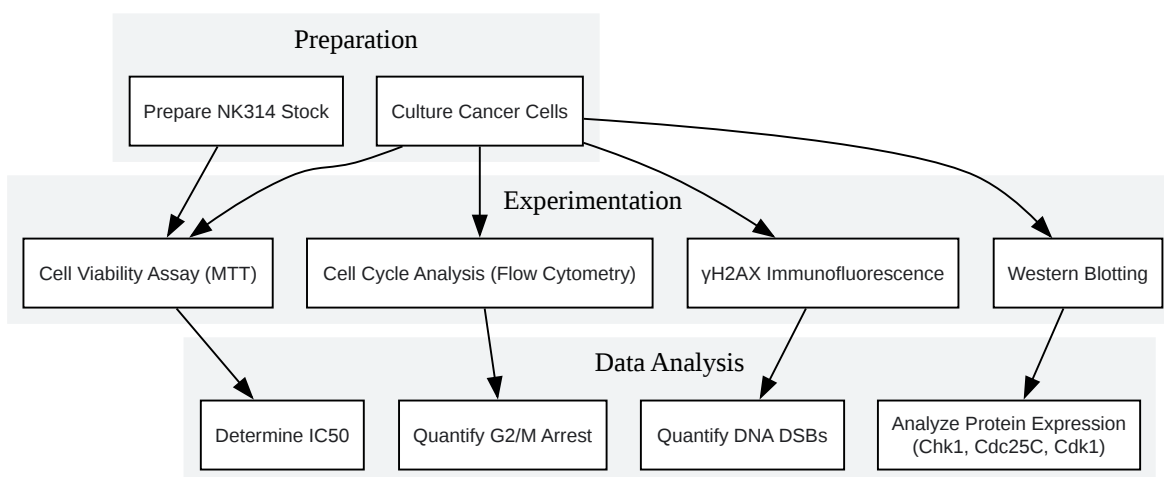 Preparation
Prepare NK314 Stock
Culture Cancer Cells
Experimentation
Cell Viability Assay (MTT)
Cell Cycle Analysis (Flow Cytometry)
γH2AX Immunofluorescence
Western Blotting
Data Analysis
Determine IC50
Quantify G2/M Arrest
Quantify DNA DSBs
Analyze Protein Expression
(Chk1, Cdc25C, Cdk1)